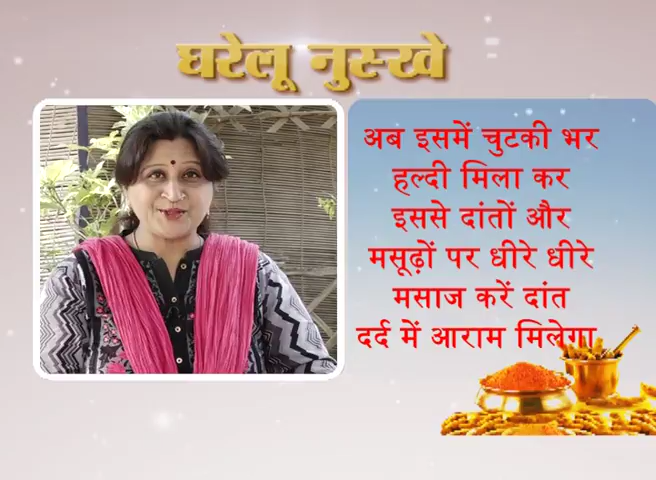 घरेलू नुस्खे
अब इसमें चुटकी भर
हल्दी मिला कर
इससे दांतों और
मसूढ़ों पर धीरे धीरे
मसाज करें दांत
दर्द में आराम मिलेगा